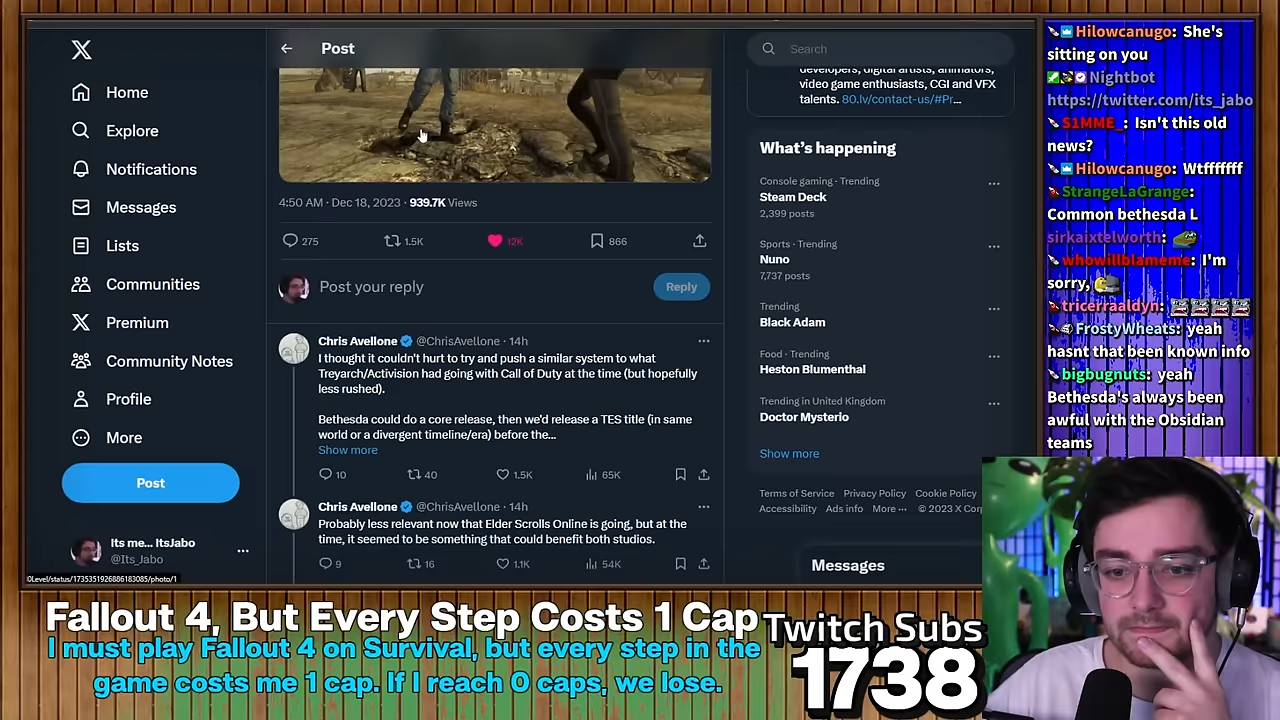 Home
Explore
Notifications
Messages
Lists
Communities
Premium
Community Notes
Profile
More
Post
Its me... ItsJabo
@Its_Jabo
0Level/status/1735351926886183085/photo/1
Post
4:50 AM · Dec 18, 2023 · 939.7K Views
275 1.5K 12K 866
Post your reply
Reply
Chris Avellone @ChrisAvellone · 14h
I thought it couldn't hurt to try and push a similar system to what
Treyarch/Activision had going with Call of Duty at the time (but hopefully
less rushed).
Bethesda could do a core release, then we'd release a TES title (in same
world or a divergent timeline/era) before the...
Show more
10 40 1.5K 65K
Chris Avellone @ChrisAvellone · 14h
Probably less relevant now that Elder Scrolls Online is going, but at the
time, it seemed to be something that could benefit both studios.
9 16 1.1K 54K
Search
developers, digital artists, animators,
video game enthusiasts, CGI and VFX
talents. 80.lv/contact-us/#Pr...
What's happening
Console gaming · Trending
Steam Deck
2,399 posts
Sports · Trending
Nuno
7,737 posts
Trending
Black Adam
Food · Trending
Heston Blumenthal
Trending in United Kingdom
Doctor Mysterio
Show more
Terms of Service Privacy Policy Cookie Policy
Accessibility Ads info More ··· © 2023 X Corp
Messages
Hilowcanugo: She's
sitting on you
Nightbot
https://twitter.com/its_jabo
S1MME_: Isn't this old
news?
Hilowcanugo: Wtffffff
StrangeLaGrange:
Common bethesda L
sirkaixtelworth:
whowillblameme: I'm
sorry,
tricerraaldyn:
FrostyWheats: yeah
hasnt that been known info
bigbugnuts: yeah
Bethesda's always been
awful with the Obsidian
teams
Fallout 4, But Every Step Costs 1 Cap
I must play Fallout 4 on Survival, but every step in the
game costs me 1 cap. If I reach 0 caps, we lose.
Twitch Subs
1738